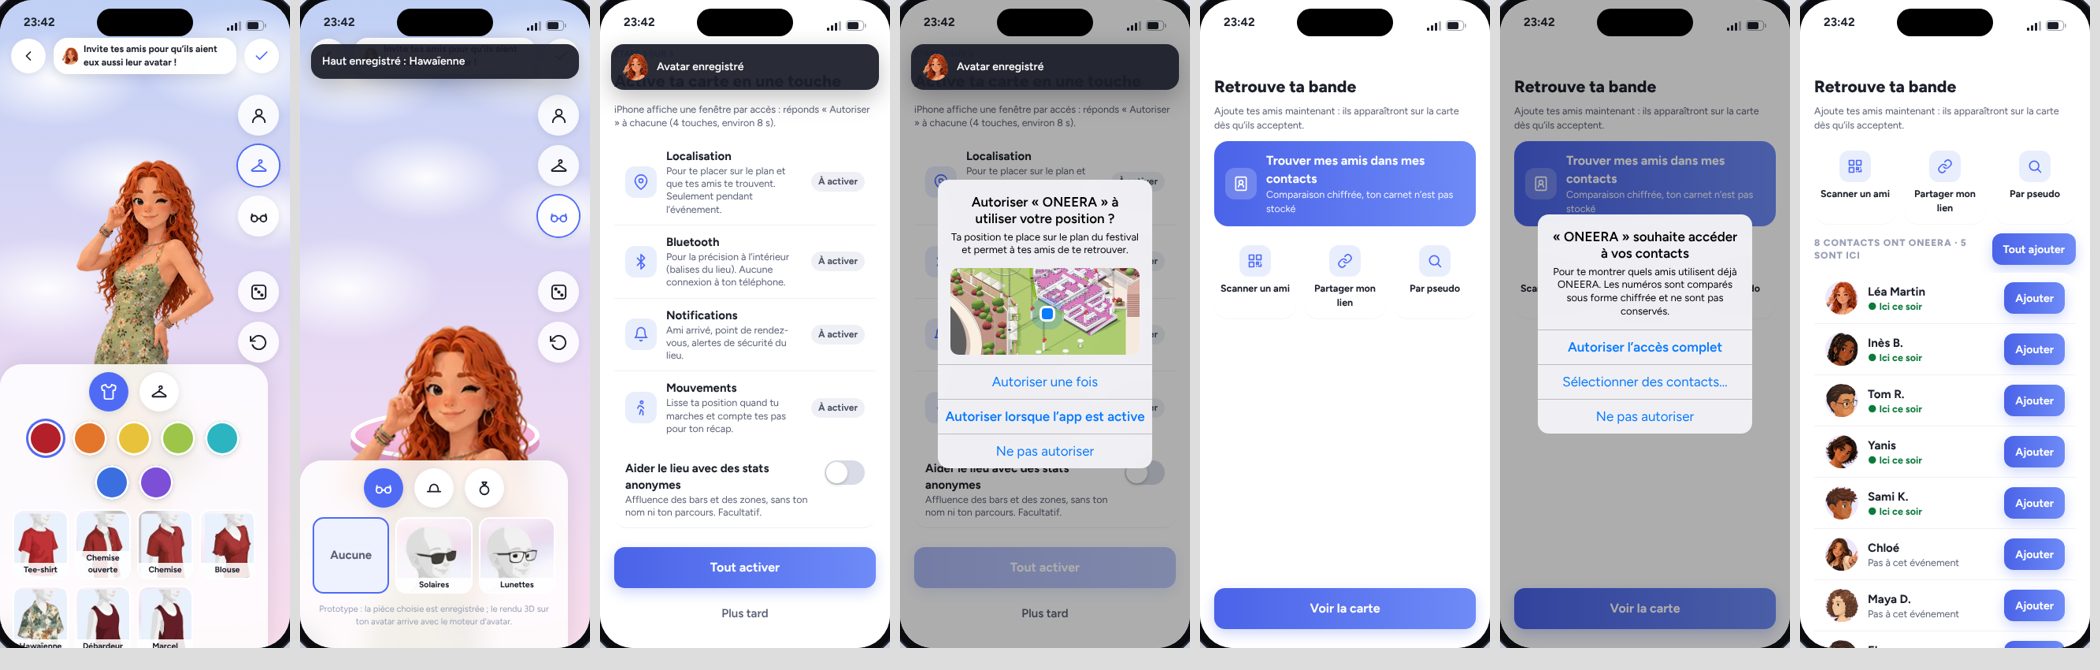 23:42
Invite tes amis pour qu'ils aient
eux aussi leur avatar !
Tee-shirt
Chemise
ouverte
Chemise
Blouse
Hawaïenne
Débardeur
Marcel
23:42
Haut enregistré : Hawaïenne
Aucune
Solaires
Lunettes
Prototype : la pièce choisie est enregistrée ; le rendu 3D sur
ton avatar arrive avec le moteur d'avatar.
23:42
Avatar enregistré
Active ta carte en une touche
iPhone affiche une fenêtre par accès : réponds « Autoriser
» à chacune (4 touches, environ 8 s).
Localisation
Pour te placer sur le plan et
que tes amis te trouvent.
Seulement pendant
l'événement.
À activer
Bluetooth
Pour la précision à l'intérieur
(balises du lieu). Aucune
connexion à ton téléphone.
À activer
Notifications
Ami arrivé, point de rendez-
vous, alertes de sécurité du
lieu.
À activer
Mouvements
Lisse ta position quand tu
marches et compte tes pas
pour ton récap.
À activer
Aider le lieu avec des stats
anonymes
Affluence des bars et des zones, sans ton
nom ni ton parcours. Facultatif.
Tout activer
Plus tard
23:42
Avatar enregistré
Active ta carte en une touche
iPhone affiche une fenêtre par accès : réponds « Autoriser
» à chacune (4 touches, environ 8 s).
Localisation
Pour te placer sur le plan et
Autoriser « ONEERA » à
utiliser votre position ?
Ta position te place sur le plan du festival
et permet à tes amis de te retrouver.
Autoriser une fois
Autoriser lorsque l'app est active
Ne pas autoriser
Aider le lieu avec des stats
anonymes
Affluence des bars et des zones, sans ton
nom ni ton parcours. Facultatif.
Tout activer
Plus tard
23:42
Retrouve ta bande
Ajoute tes amis maintenant : ils apparaîtront sur la carte
dès qu'ils acceptent.
Trouver mes amis dans mes
contacts
Comparaison chiffrée, ton carnet n'est pas
stocké
Scanner un ami
Partager mon
lien
Par pseudo
Voir la carte
23:42
Retrouve ta bande
Ajoute tes amis maintenant : ils apparaîtront sur la carte
dès qu'ils acceptent.
Trouver mes amis dans mes
contacts
Comparaison chiffrée, ton carnet n'est pas
stocké
« ONEERA » souhaite accéder
à vos contacts
Pour te montrer quels amis utilisent déjà
ONEERA. Les numéros sont comparés
sous forme chiffrée et ne sont pas
conservés.
Autoriser l'accès complet
Sélectionner des contacts...
Ne pas autoriser
Voir la carte
23:42
Retrouve ta bande
Ajoute tes amis maintenant : ils apparaîtront sur la carte
dès qu'ils acceptent.
Scanner un ami
Partager mon
lien
Par pseudo
8 CONTACTS ONT ONEERA · 5
SONT ICI
Tout ajouter
Léa Martin
Ici ce soir
Ajouter
Inès B.
Ici ce soir
Ajouter
Tom R.
Ici ce soir
Ajouter
Yanis
Ici ce soir
Ajouter
Sami K.
Ici ce soir
Ajouter
Chloé
Pas à cet événement
Ajouter
Maya D.
Pas à cet événement
Ajouter